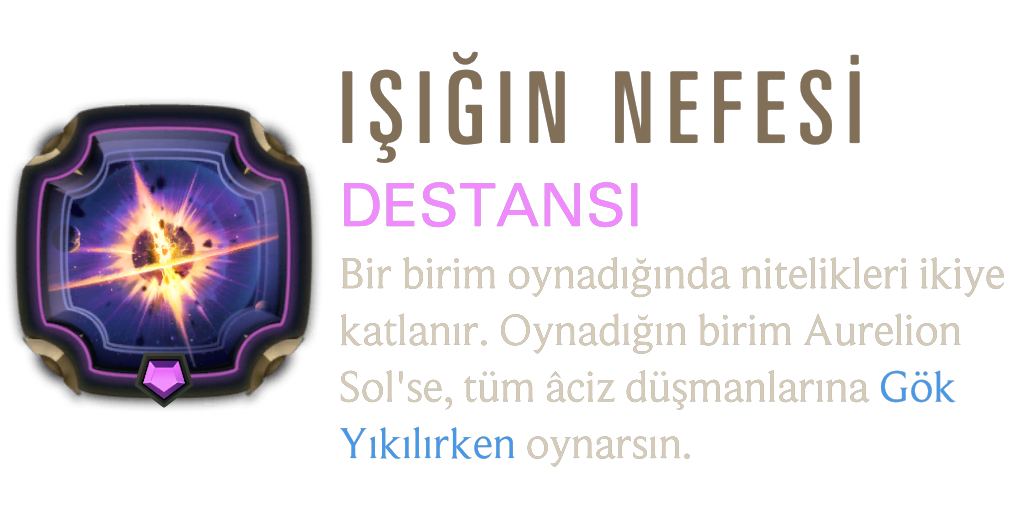 IŞIĞIN NEFESİ
DESTANSI
Bir birim oynadığında nitelikleri ikiye
katlanır. Oynadığın birim Aurelion
Sol'se, tüm âciz düşmanlarına Gök
Yıkılırken oynarsın.